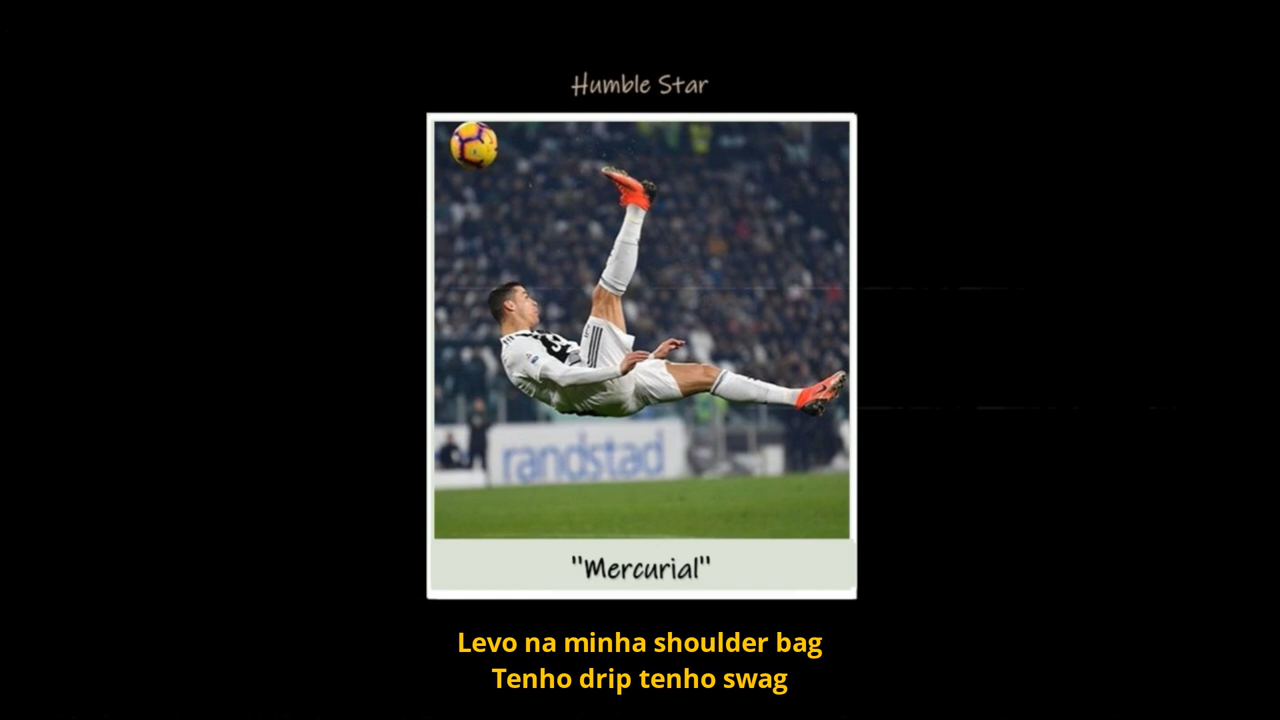 Humble Star
randstad
"Mercurial"
Levo na minha shoulder bag
Tenho drip tenho swag